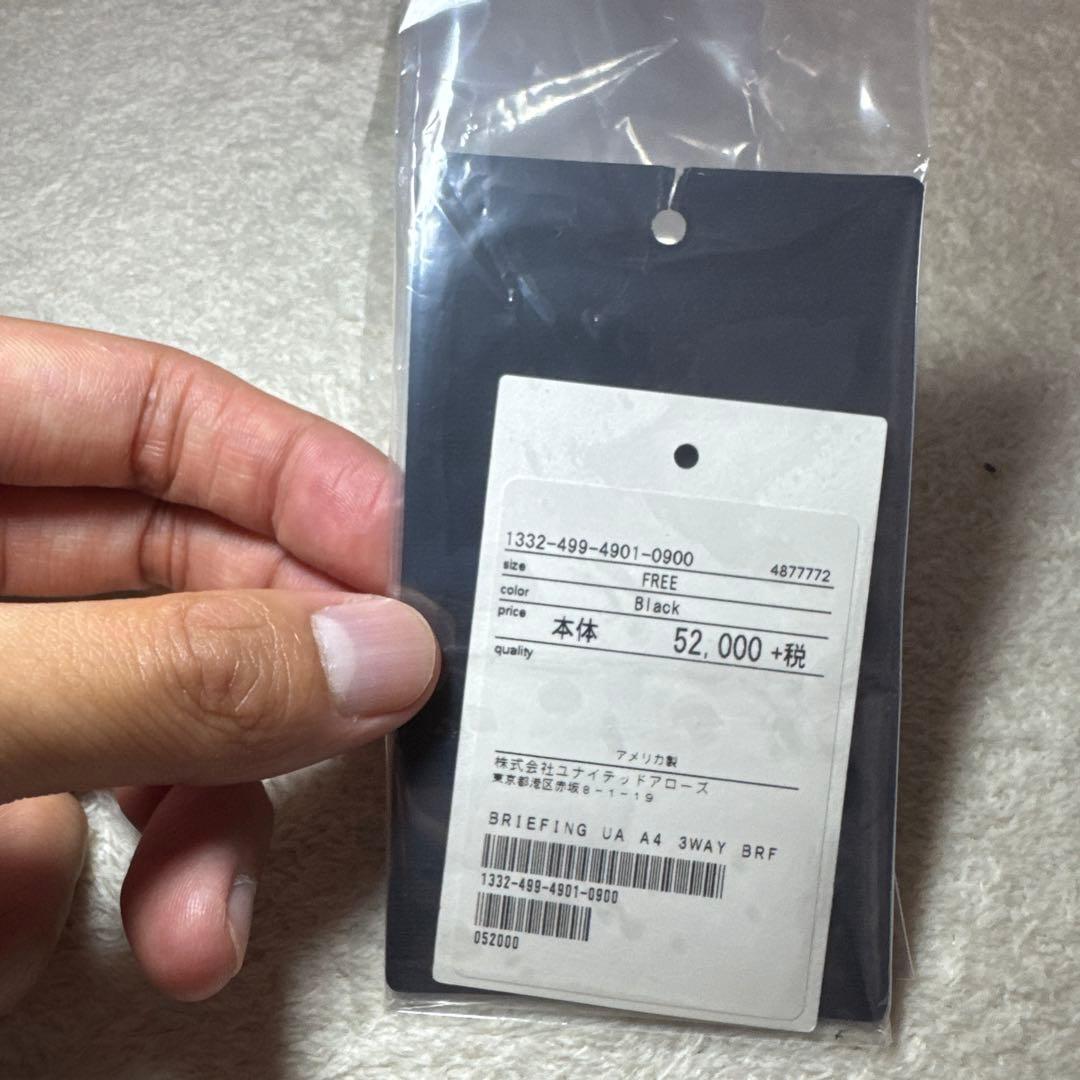 1332-499-4901-0900 4877772
size FREE
color Black
price 本体 52,000 +税
quality
アメリカ製
株式会社ユナイテッドアローズ
東京都港区赤坂8-1-19
BRIEFING UA A4 3WAY BRF
1332-499-4901-0900
052000